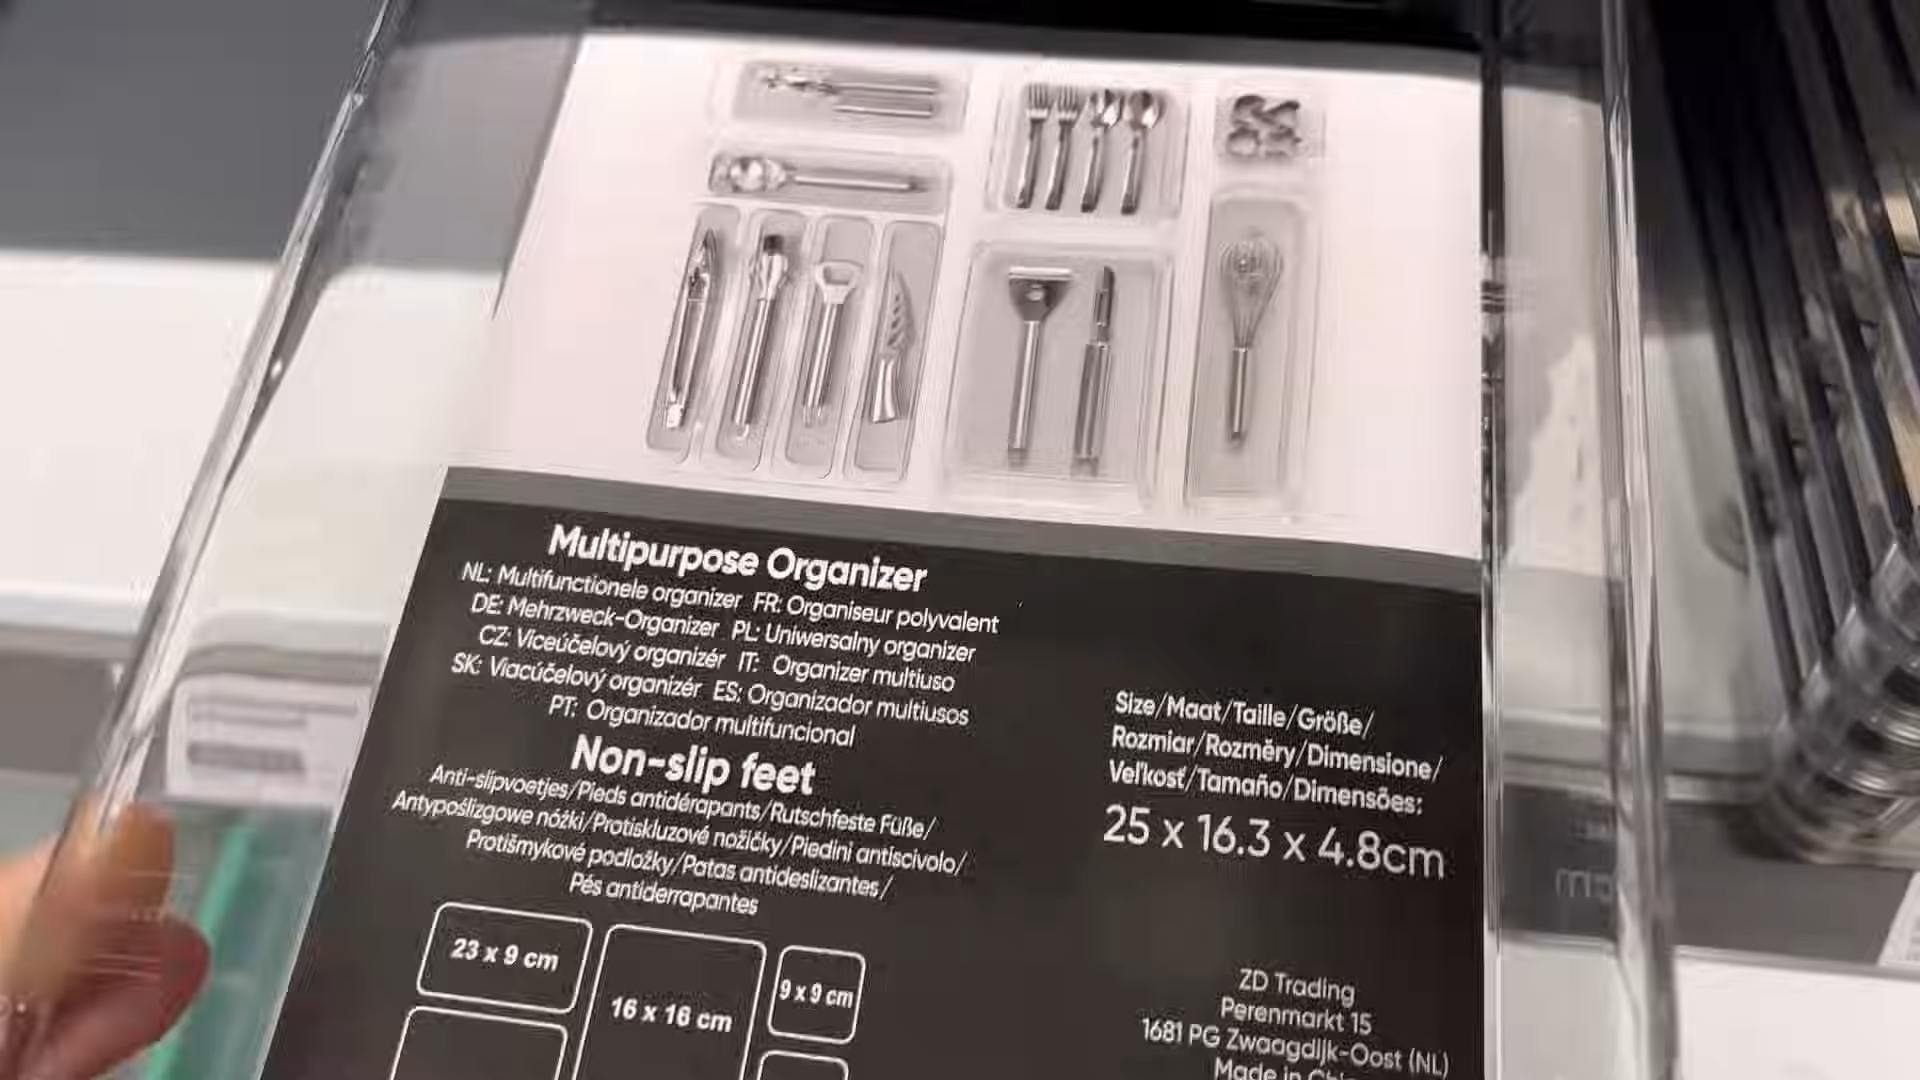 Multipurpose Organizer
NL: Multifunctionele organizer FR: Organiseur polyvalent
DE: Mehrzweck-Organizer PL: Uniwersalny organizer
CZ: Víceúčelový organizér IT: Organizer multiuso
SK: Viacúčelový organizér ES: Organizador multiusos
PT: Organizador multifuncional
Non-slip feet
Anti-slipvoetjes/Pieds antidérapants/Rutschfeste Füße/
Antypoślizgowe nóżki/Protiskluzové nožičky/Piedini antiscivolo/
Protišmykové podložky/Patas antideslizantes/
Pés antiderrapantes
23 x 9 cm
16 x 16 cm
9 x 9 cm
Size/Maat/Taille/Größe/
Rozmiar/Rozměry/Dimensione/
Veľkosť/Tamaño/Dimensões:
25 x 16.3 x 4.8cm
ZD Trading
Perenmarkt 15
1681 PG Zwaagdijk-Oost (NL)
Made in